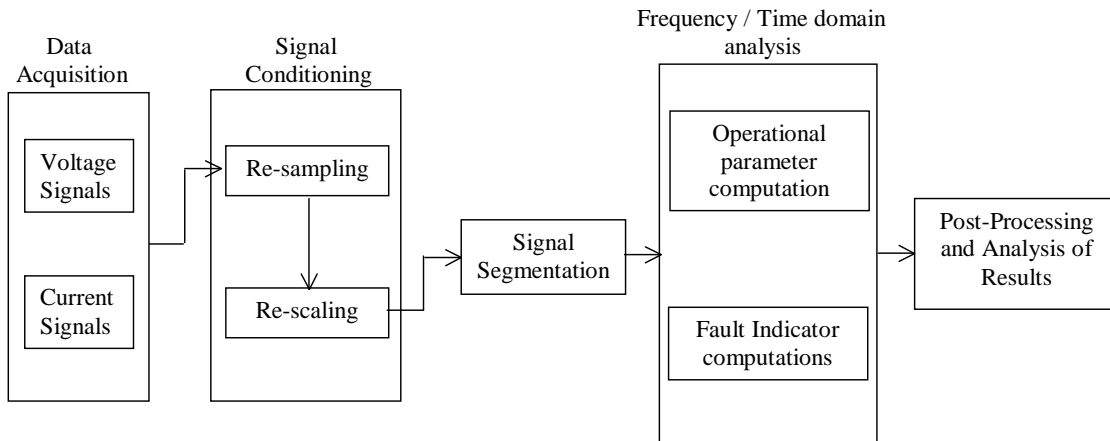 Data
Acquisition
Voltage
Signals
Current
Signals
Signal
Conditioning
Re-sampling
Re-scaling
Signal
Segmentation
Frequency / Time domain
analysis
Operational
parameter
computation
Fault Indicator
computations
Post-Processing
and Analysis of
Results